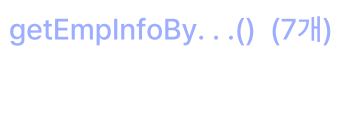 getEmpInfoBy. . .() (7개)